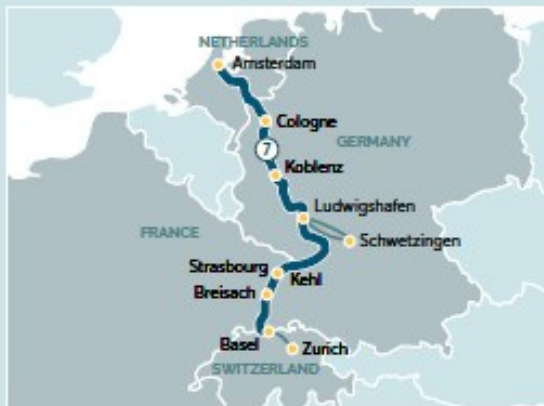 NETHERLANDS
Amsterdam
Cologne
7
GERMANY
Koblenz
Ludwigshafen
FRANCE
Schwetzingen
Strasbourg
Kehl
Breisach
Basel
Zurich
SWITZERLAND